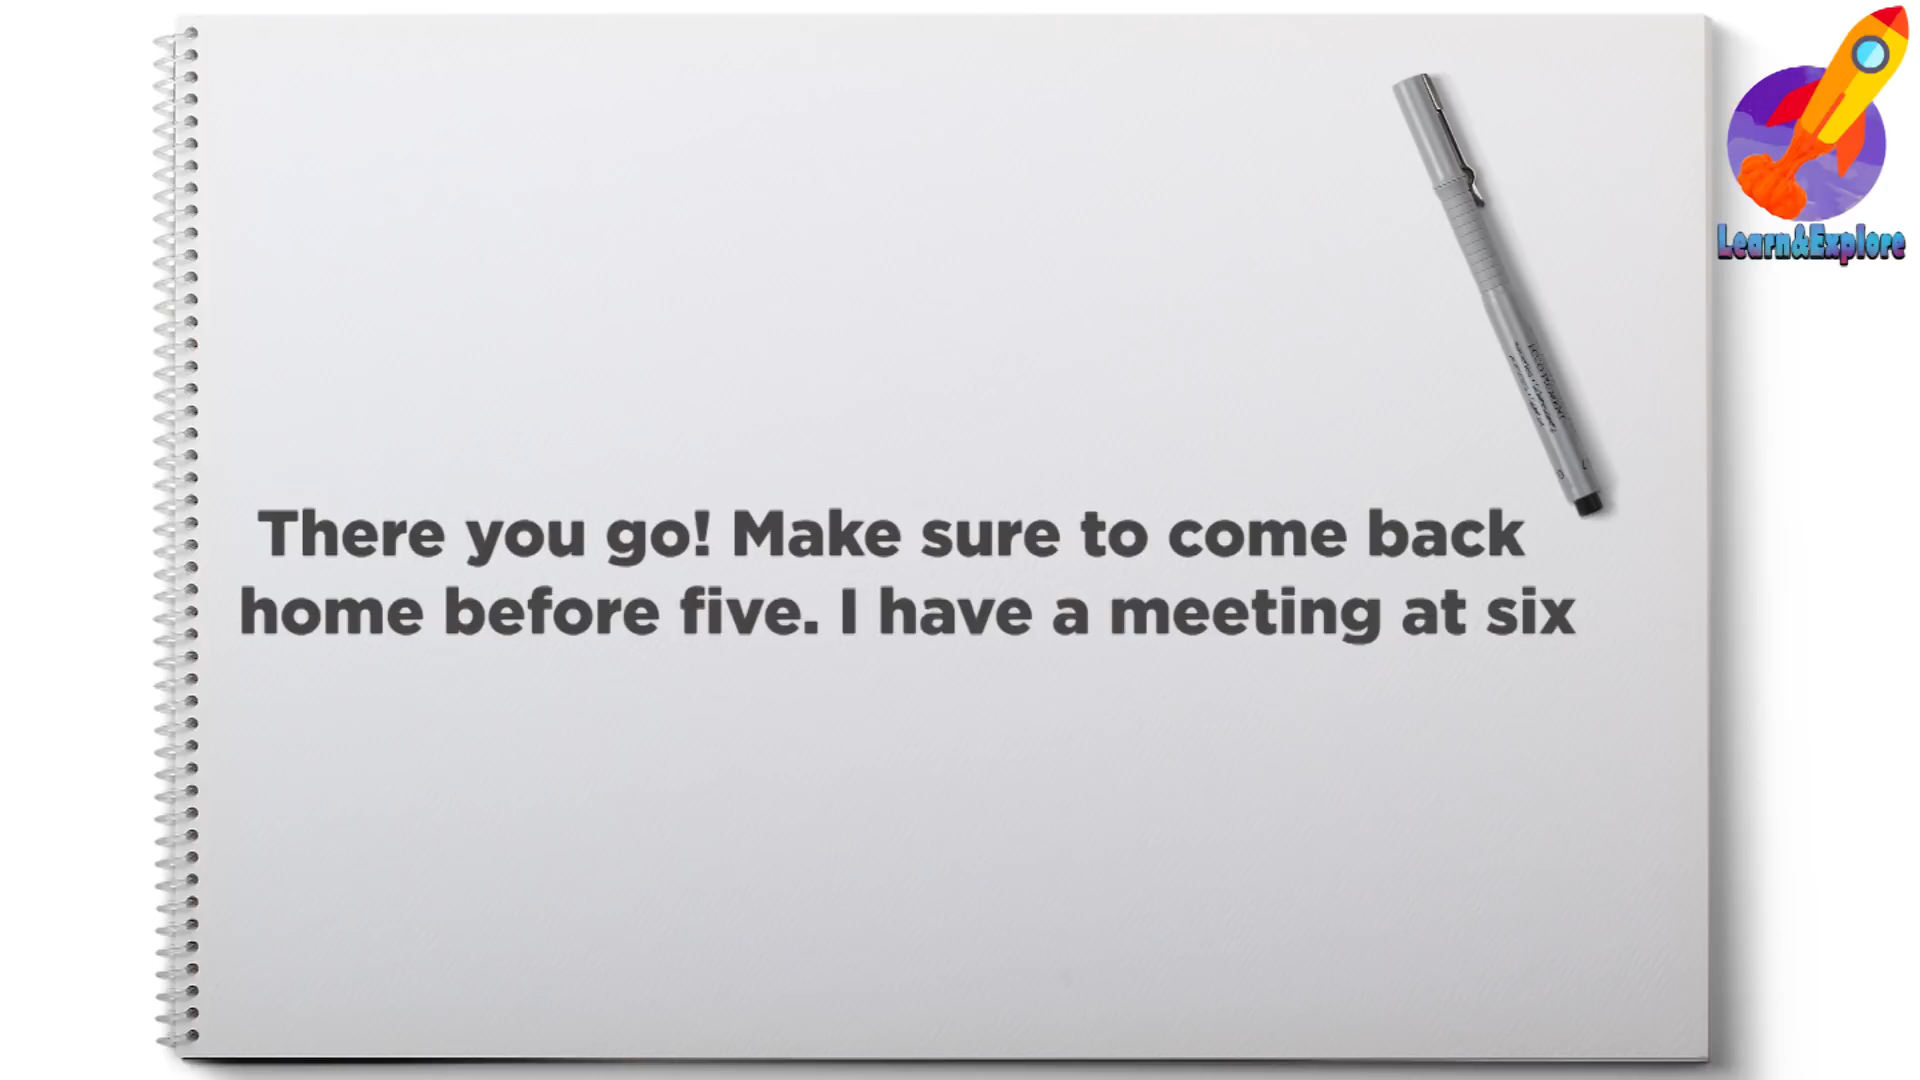 Learn&Explore
There you go! Make sure to come back
home before five. I have a meeting at six